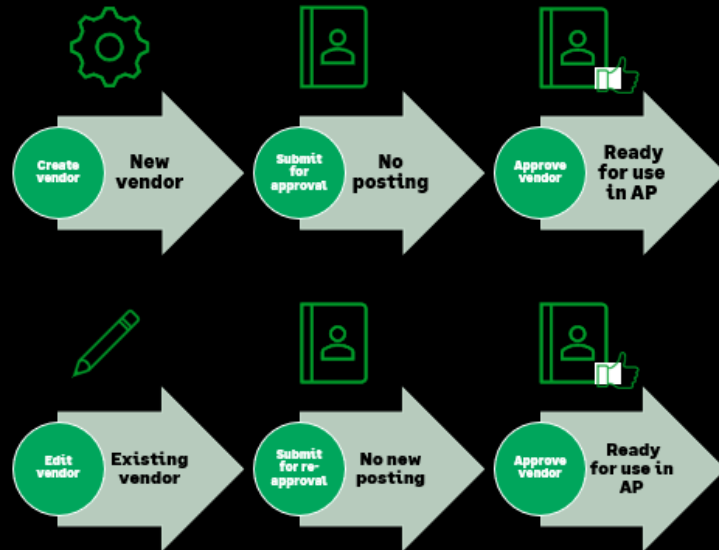 Create
vendor
New
vendor
Submit
for
approval
No
posting
Approve
vendor
Ready
for use
in AP
Edit
vendor
Existing
vendor
Submit
for re-
approval
No new
posting
Approve
vendor
Ready
for use in
AP